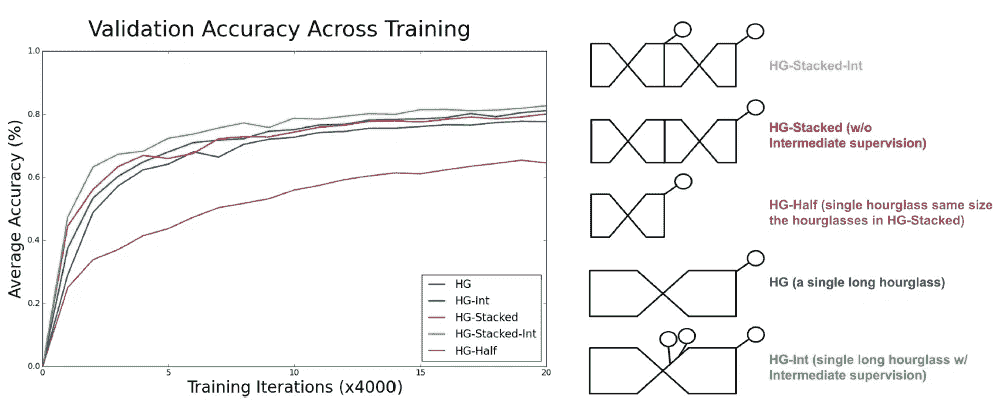 Validation Accuracy Across Training
1.0
0.8
0.6
0.4
0.2
0.0
Average Accuracy (%)
0
5
10
15
20
Training Iterations (x4000)
HG
HG-Int
HG-Stacked
HG-Stacked-Int
HG-Half
HG-Stacked-Int
HG-Stacked (w/o
Intermediate supervision)
HG-Half (single hourglass same size
the hourglasses in HG-Stacked)
HG (a single long hourglass)
HG-Int (single long hourglass w/
Intermediate supervision)